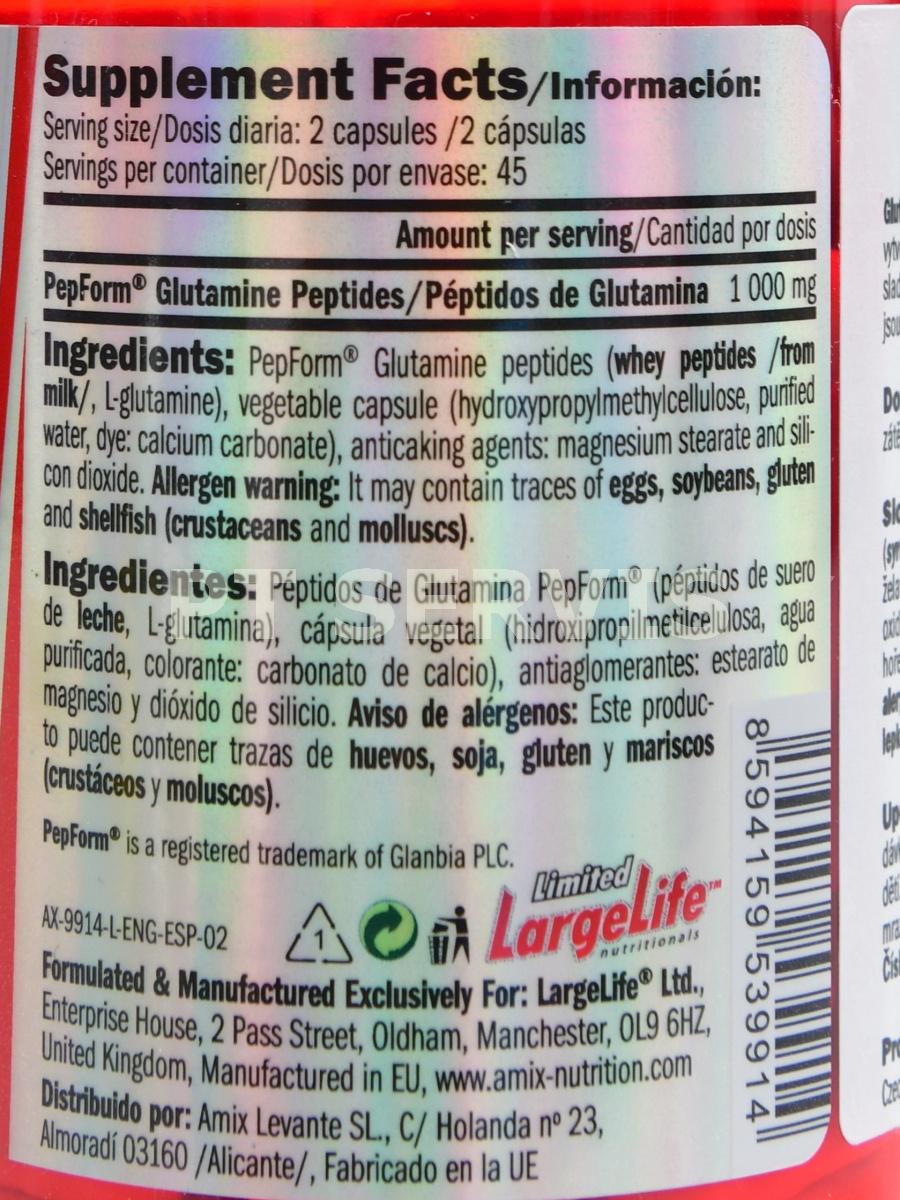 Supplement Facts/Información:
Serving size/Dosis diaria: 2 capsules /2 cápsulas
Servings per container/Dosis por envase: 45
Amount per serving/Cantidad por dosis
PepForm® Glutamine Peptides/Péptidos de Glutamina 1 000 mg
Ingredients: PepForm® Glutamine peptides (whey peptides /from
milk/, L-glutamine), vegetable capsule (hydroxypropylmethylcellulose, purified
water, dye: calcium carbonate), anticaking agents: magnesium stearate and sili-
con dioxide. Allergen warning: It may contain traces of eggs, soybeans, gluten
and shellfish (crustaceans and molluscs).
Ingredientes: Péptidos de Glutamina PepForm® (péptidos de suero
de leche, L-glutamina), cápsula vegetal (hidroxipropilmetilcelulosa, agua
purificada, colorante: carbonato de calcio), antiaglomerantes: estearato de
magnesio y dióxido de silicio. Aviso de alérgenos: Este produc-
to puede contener trazas de huevos, soja, gluten y mariscos
(crustáceos y moluscos).
PT SERVIS
PepForm® is a registered trademark of Glanbia PLC.
Limited
LargeLife™
nutritionals
AX-9914-L-ENG-ESP-02
1
Formulated & Manufactured Exclusively For: LargeLife® Ltd.,
Enterprise House, 2 Pass Street, Oldham, Manchester, OL9 6HZ,
United Kingdom, Manufactured in EU, www.amix-nutrition.com
Distribuido por: Amix Levante SL., C/ Holanda nº 23,
Almoradí 03160 /Alicante/, Fabricado en la UE
8 594159 539914